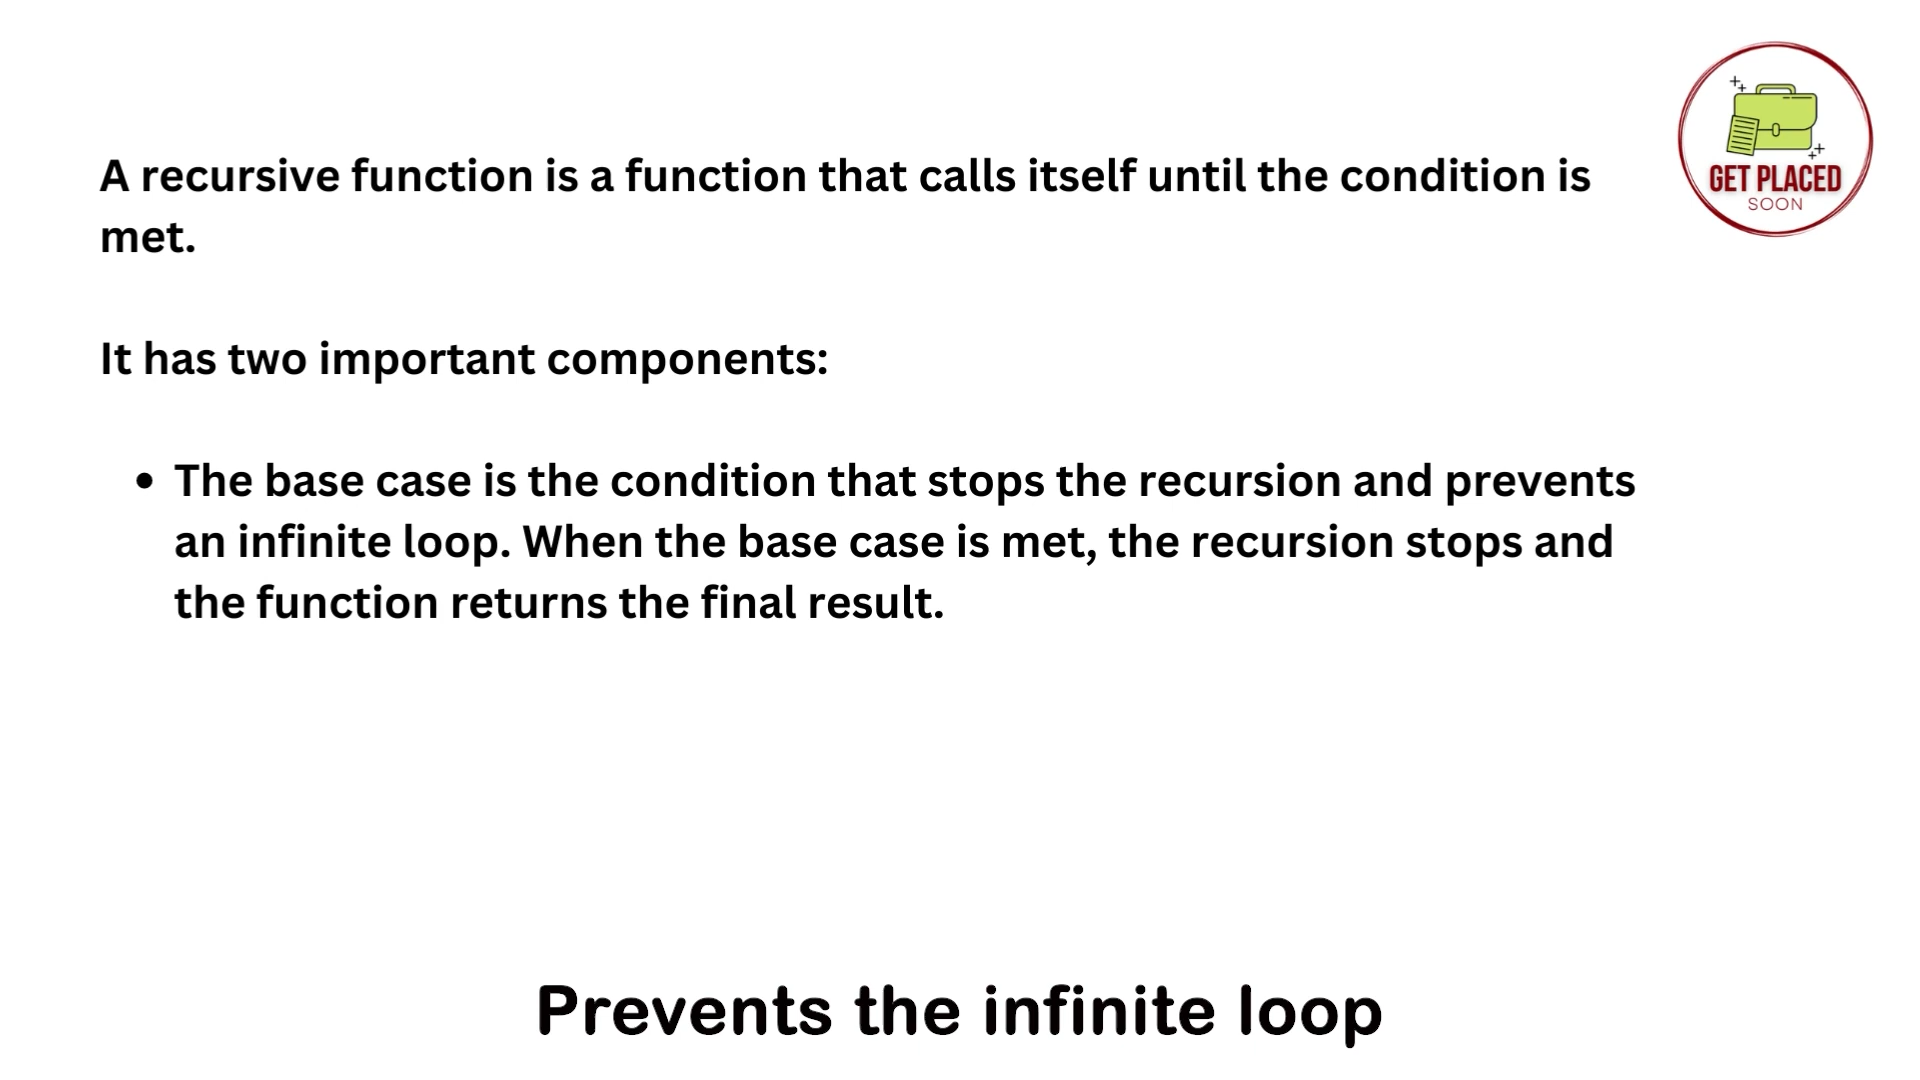 GET PLACED
SOON
A recursive function is a function that calls itself until the condition is
met.
It has two important components:
• The base case is the condition that stops the recursion and prevents
an infinite loop. When the base case is met, the recursion stops and
the function returns the final result.
Prevents the infinite loop